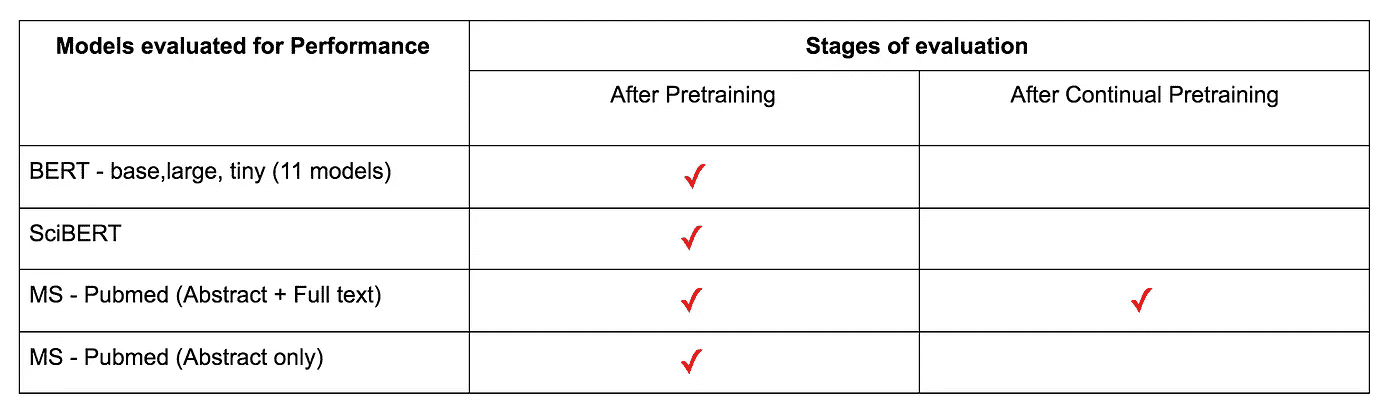 Models evaluated for Performance
Stages of evaluation
After Pretraining
After Continual Pretraining
BERT - base,large, tiny (11 models)
✓
SciBERT
✓
MS - Pubmed (Abstract + Full text)
✓
✓
MS - Pubmed (Abstract only)
✓